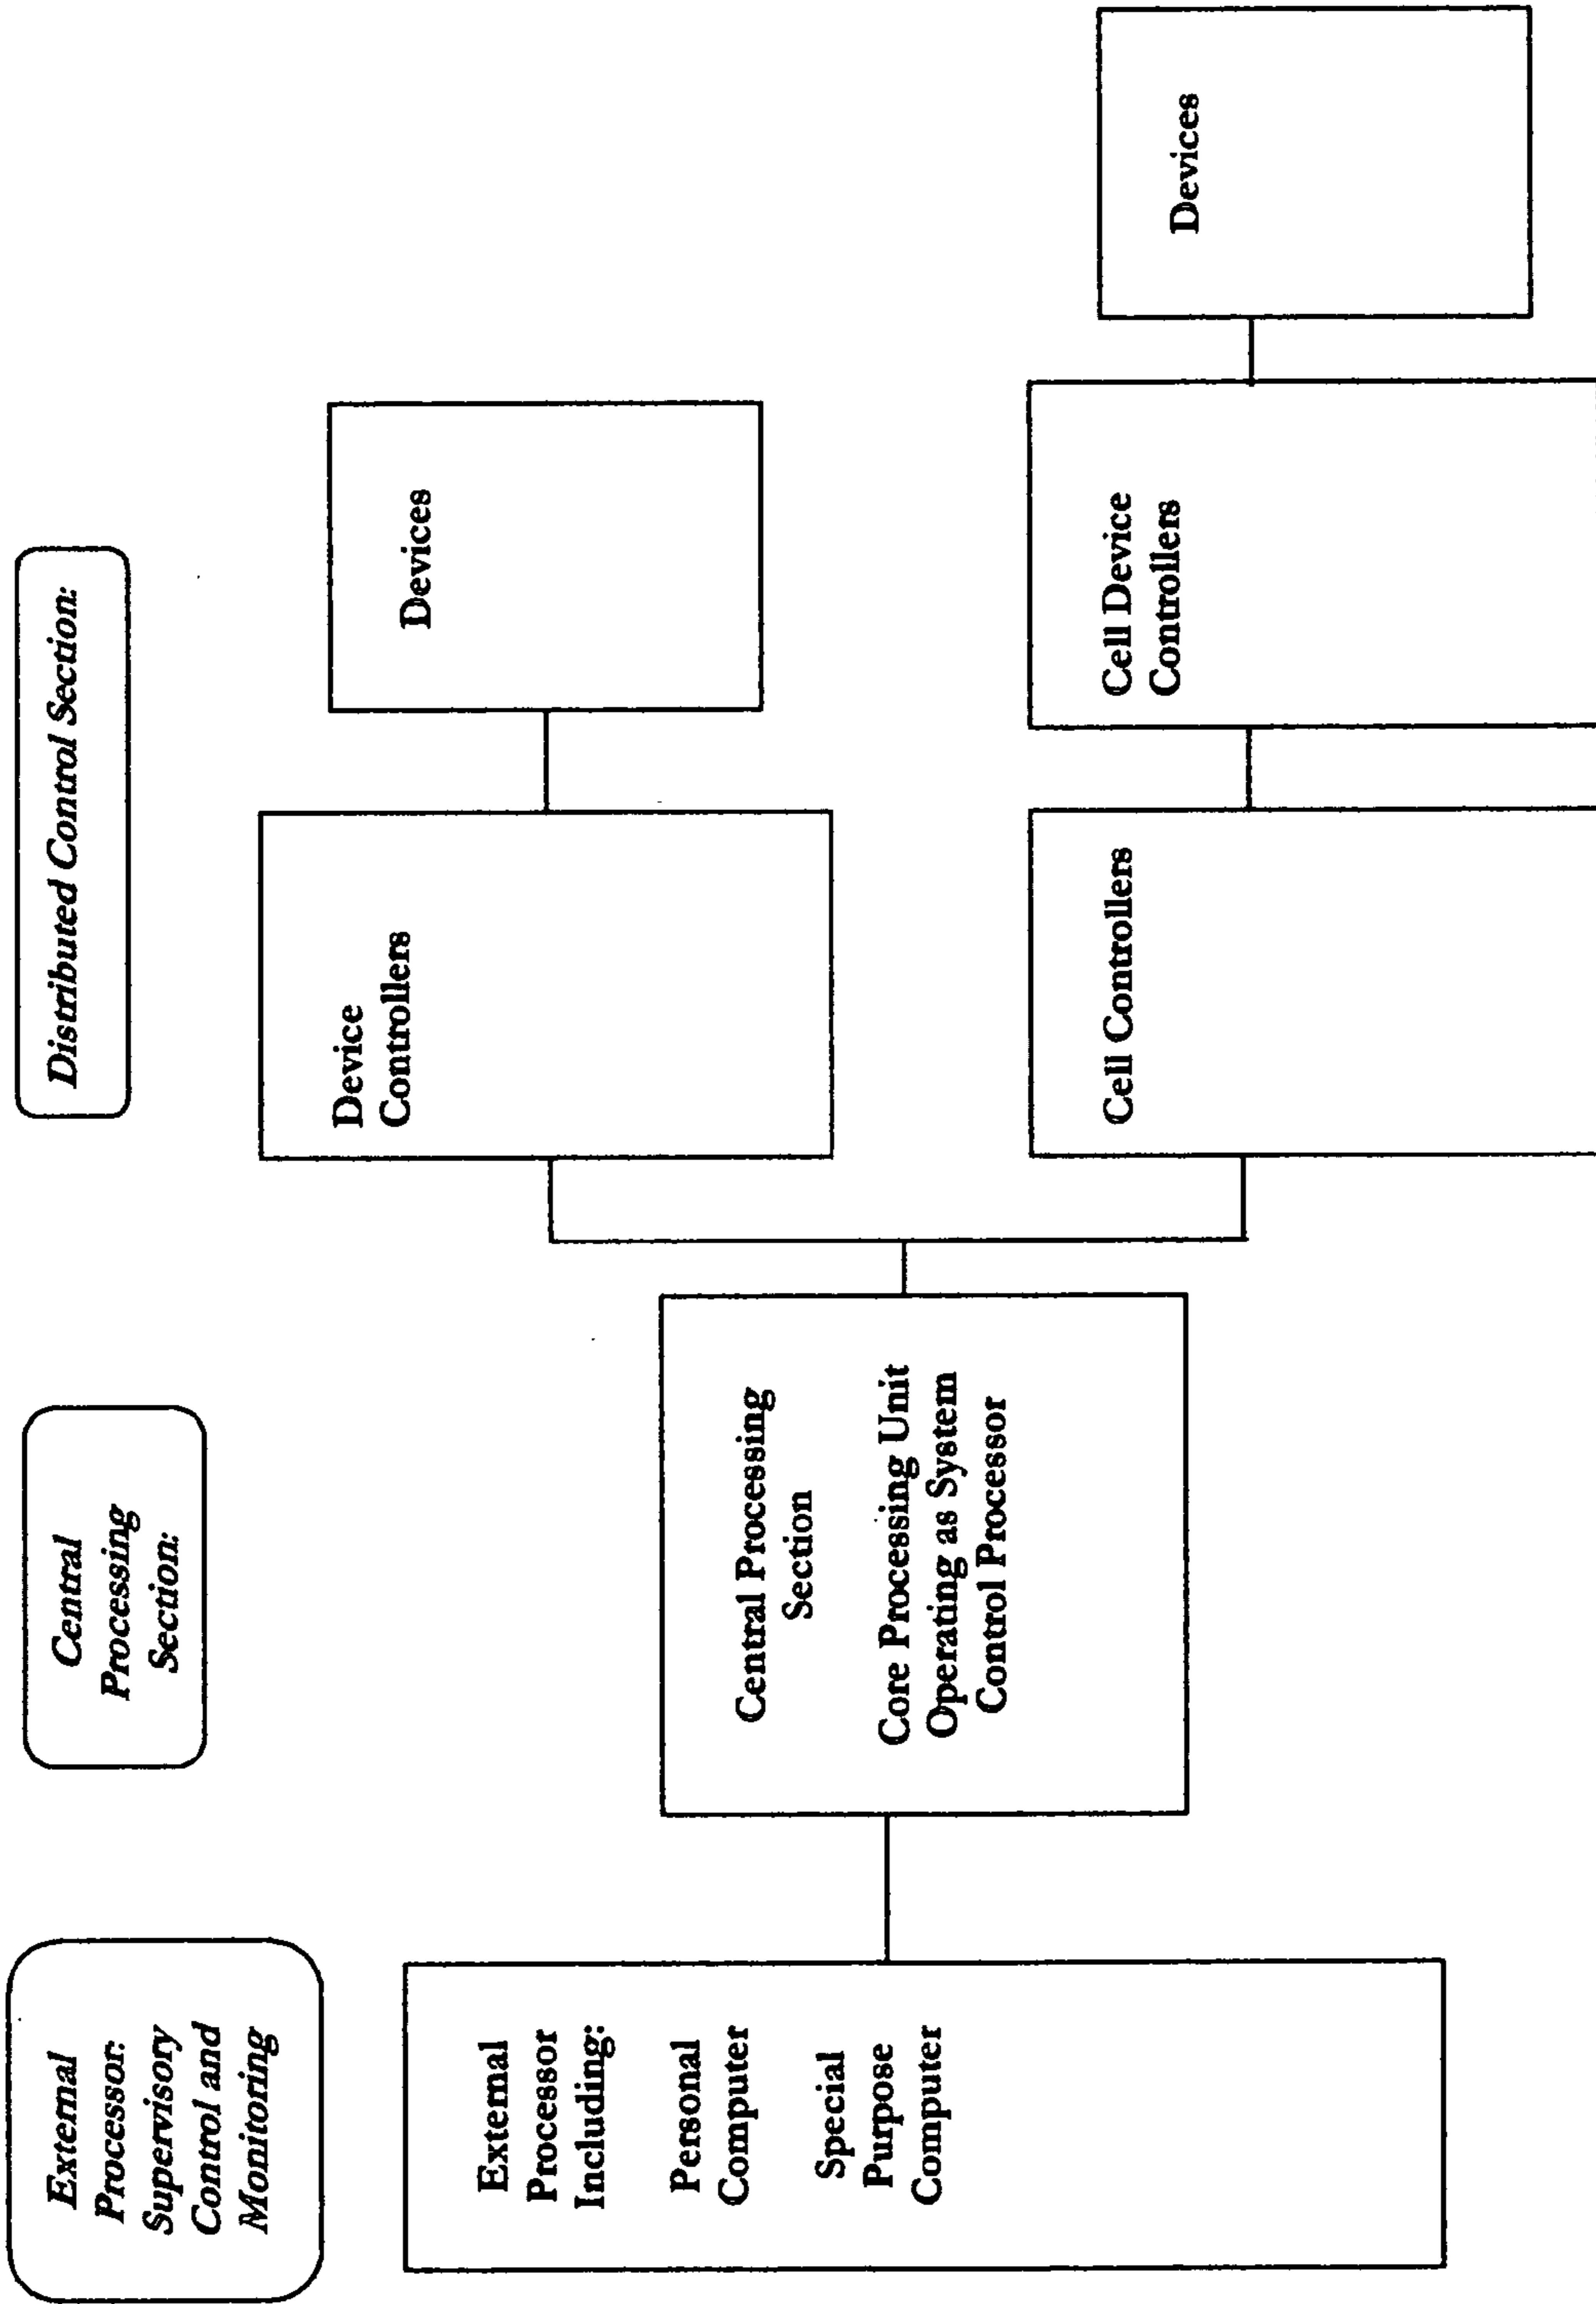 External
Processor:
Supervisory
Control and
Monitoring
Central
Processing
Section:
Distributed Control Section:
External
Processor
Including:
Personal
Computer
Special
Purpose
Computer
Central Processing
Section
Core Processing Unit
Operating as System
Control Processor
Device
Controllers
Devices
Cell Controllers
Cell Device
Controllers
Devices